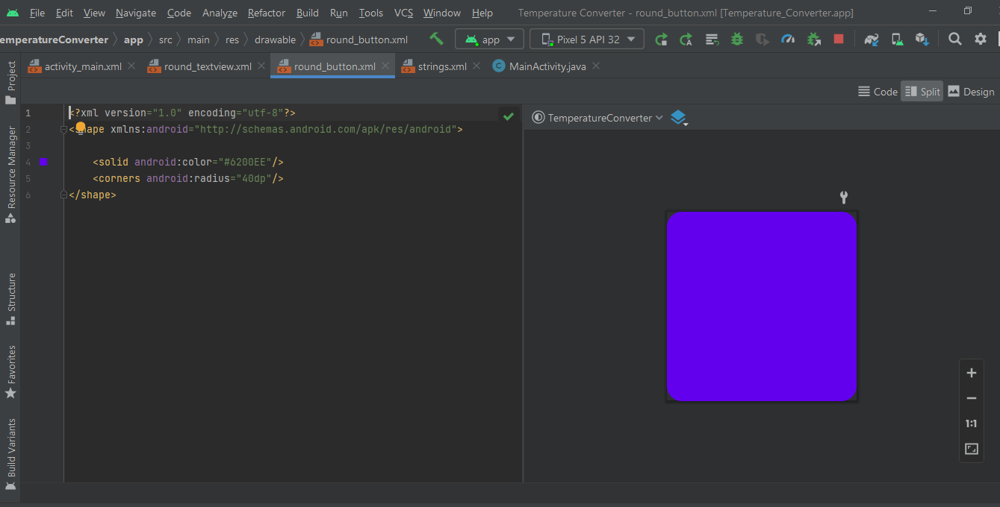 File Edit View Navigate Code Analyze Refactor Build Run Tools VCS Window Help Temperature Converter - round_button.xml [Temperature_Converter.app]
emperatureConverter app src main res drawable round_button.xml app Pixel 5 API 32
activity_main.xml round_textview.xml round_button.xml strings.xml MainActivity.java
Code Split Design
Project
Resource Manager
Structure
Favorites
Build Variants
TemperatureConverter
1 <?xml version="1.0" encoding="utf-8"?>
2 <shape xmlns:android="http://schemas.android.com/apk/res/android">
3
4 <solid android:color="#6200EE"/>
5 <corners android:radius="40dp"/>
6 </shape>
1:1